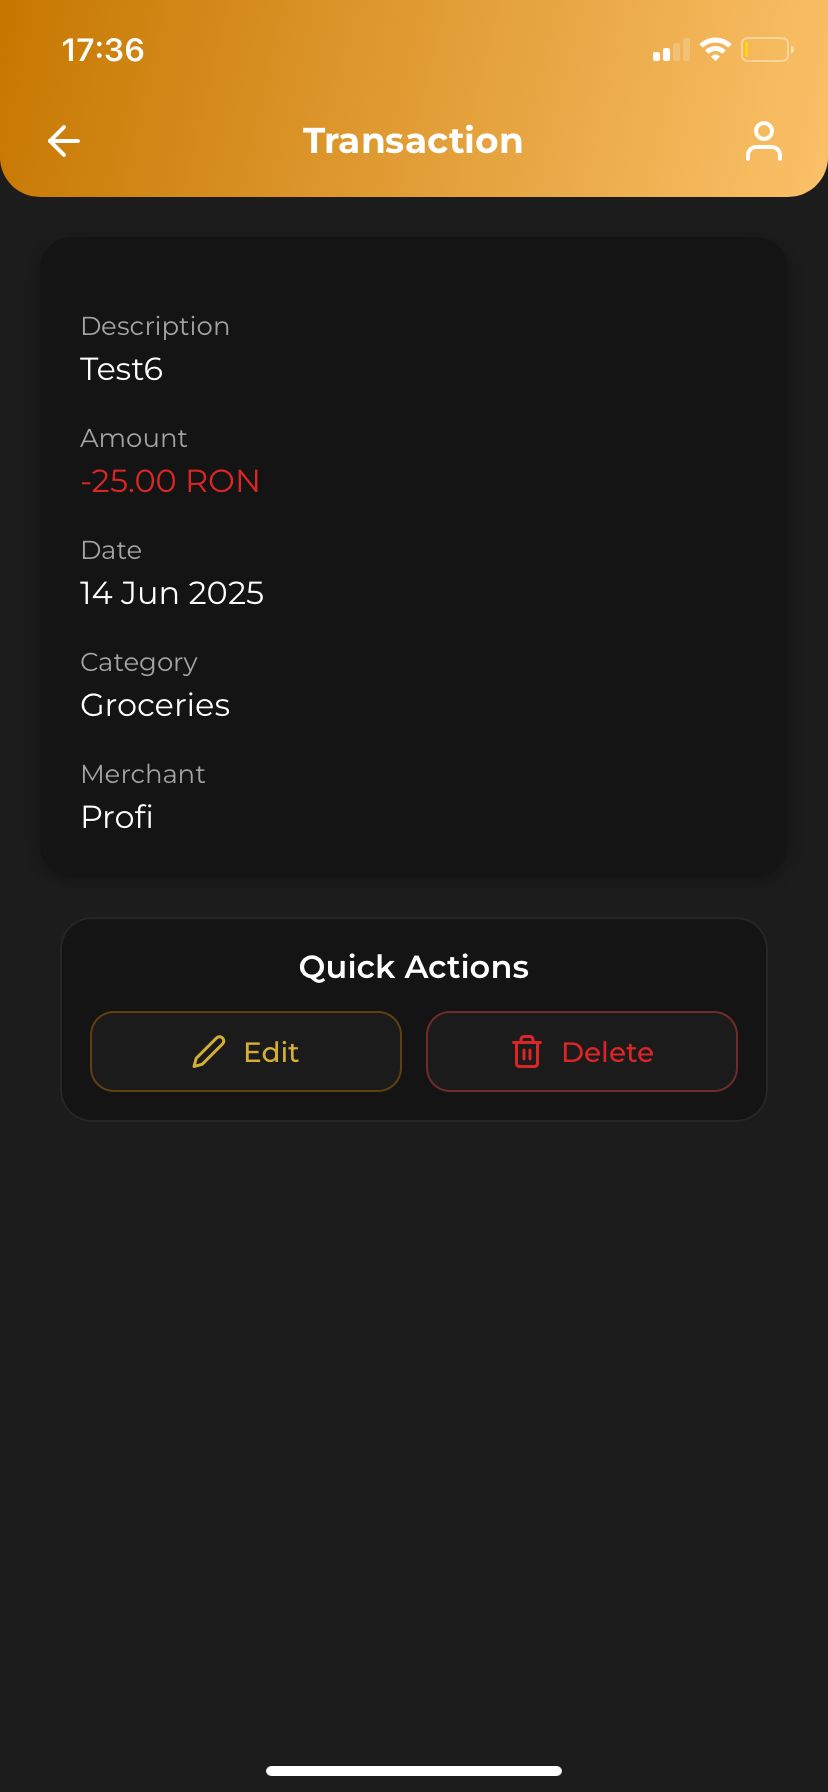 17:36
Transaction
Description
Test6
Amount
-25.00 RON
Date
14 Jun 2025
Category
Groceries
Merchant
Profi
Quick Actions
Edit
Delete